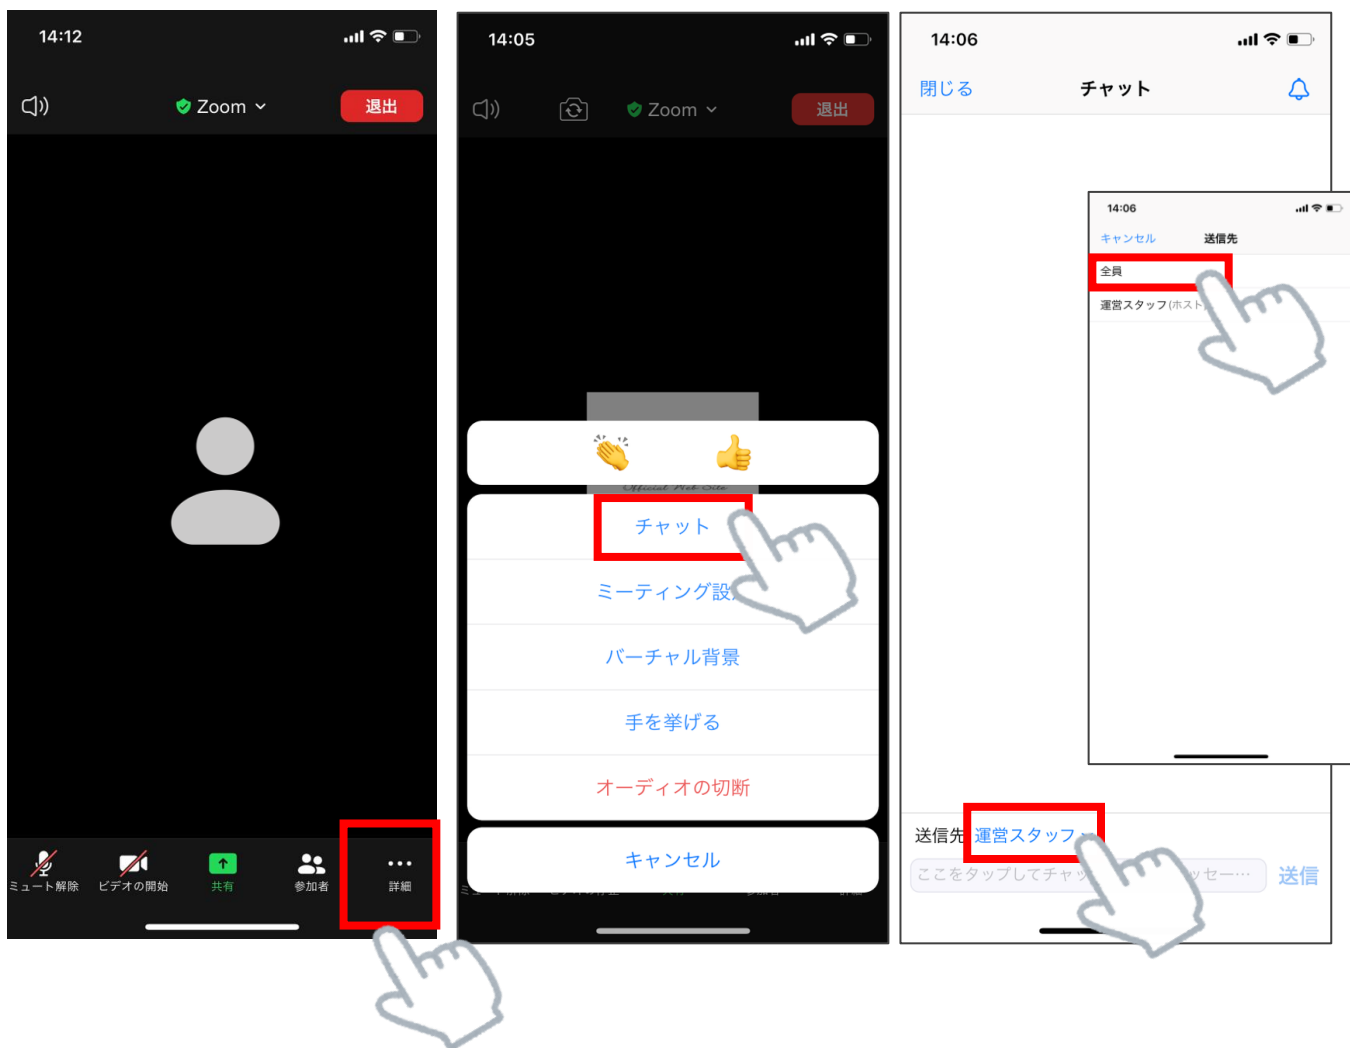 14:12
Zoom
退出
ミュート解除
ビデオの開始
共有
参加者
詳細
14:05
Zoom
退出
Official Web Site
チャット
ミーティング設
バーチャル背景
手を挙げる
オーディオの切断
キャンセル
14:06
閉じる
チャット
14:06
キャンセル
送信先
全員
運営スタッフ(ホスト
送信先
運営スタッフ
ここをタップしてチャッ
ッセー…
送信